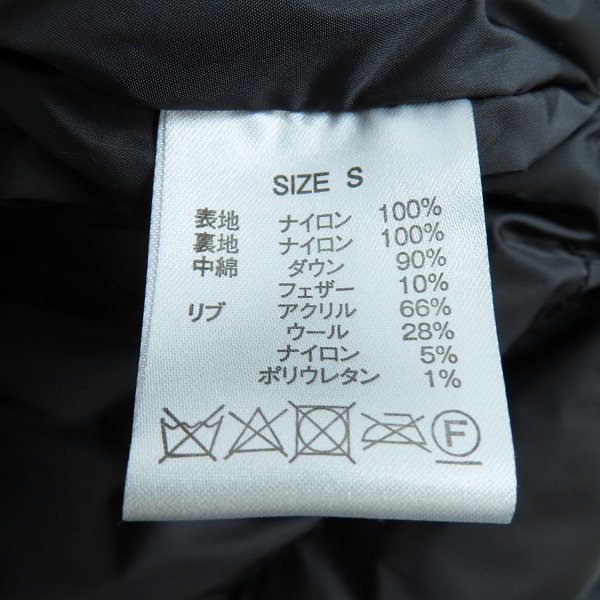 SIZE S
表地 ナイロン 100%
裏地 ナイロン 100%
中綿 ダウン 90%
フェザー 10%
リブ アクリル 66%
ウール 28%
ナイロン 5%
ポリウレタン 1%
F